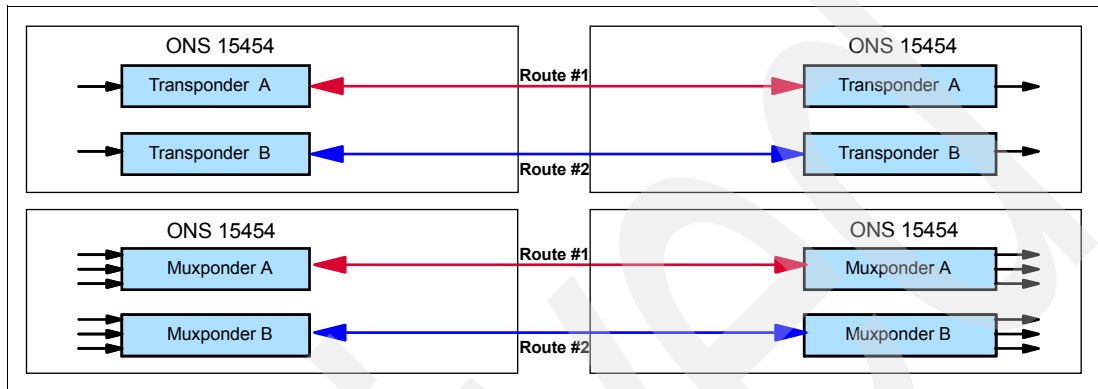 ONS 15454
ONS 15454
Transponder A
Route #1
Transponder A
Transponder B
Route #2
Transponder B
ONS 15454
ONS 15454
Muxponder A
Route #1
Muxponder A
Muxponder B
Route #2
Muxponder B